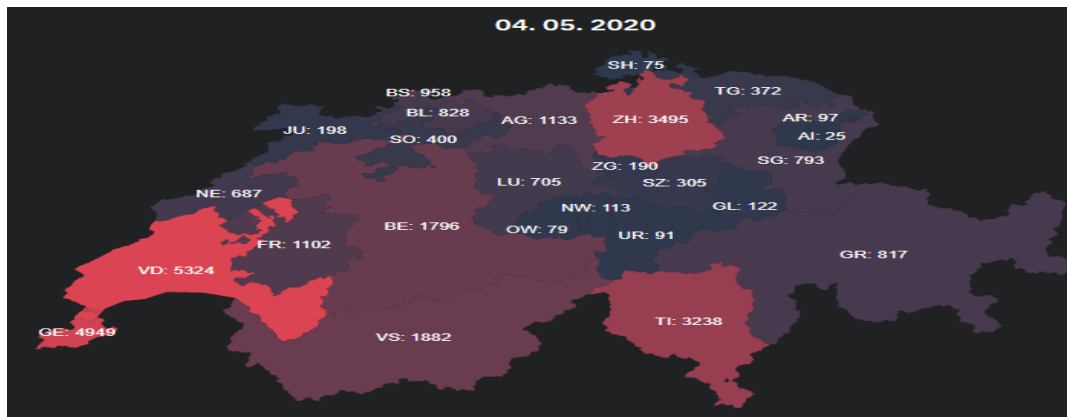 04. 05. 2020
SH: 75
TG: 372
BS: 958
BL: 828
AG: 1133
ZH: 3495
AR: 97
JU: 198
SO: 400
AI: 25
ZG: 190
SG: 793
LU: 705
SZ: 305
NE: 687
NW: 113
GL: 122
BE: 1796
OW: 79
UR: 91
FR: 1102
GR: 817
VD: 5324
TI: 3238
GE: 4949
VS: 1882